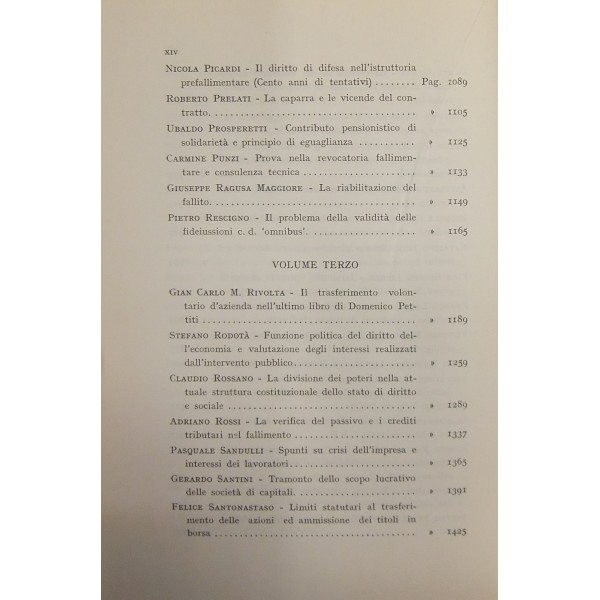 XIV
NICOLA PICARDI - Il diritto di difesa nell'istruttoria
prefallimentare (Cento anni di tentativi) ........ Pag. 1089
ROBERTO PRELATI - La caparra e le vicende del con-
tratto. .............................. » 1105
UBALDO PROSPERETTI - Contributo pensionistico di
solidarietà e principio di eguaglianza ........... » 1125
CARMINE PUNZI - Prova nella revocatoria fallimen-
tare e consulenza tecnica .................... » 1133
GIUSEPPE RAGUSA MAGGIORE - La riabilitazione del
fallito. .............................. » 1149
PIETRO RESCIGNO - Il problema della validità delle
fideiussioni c. d. 'omnibus'. .................. » 1165
VOLUME TERZO
GIAN CARLO M. RIVOLTA - Il trasferimento volon-
tario d'azienda nell'ultimo libro di Domenico Pet-
titi .............................. » 1189
STEFANO RODOTÀ - Funzione politica del diritto del-
l'economia e valutazione degli interessi realizzati
dall'intervento pubblico .................... » 1259
CLAUDIO ROSSANO - La divisione dei poteri nella at-
tuale struttura costituzionale dello stato di diritto
e sociale .............................. » 1289
ADRIANO ROSSI - La verifica del passivo e i crediti
tributari nel fallimento .................... » 1337
PASQUALE SANDULLI - Spunti su crisi dell'impresa e
interessi dei lavoratori .................... » 1365
GERARDO SANTINI - Tramonto dello scopo lucrativo
delle società di capitali. .................... » 1391
FELICE SANTONASTASO - Limiti statutari al trasferi-
mento delle azioni ed ammissione dei titoli in
borsa .............................. » 1425